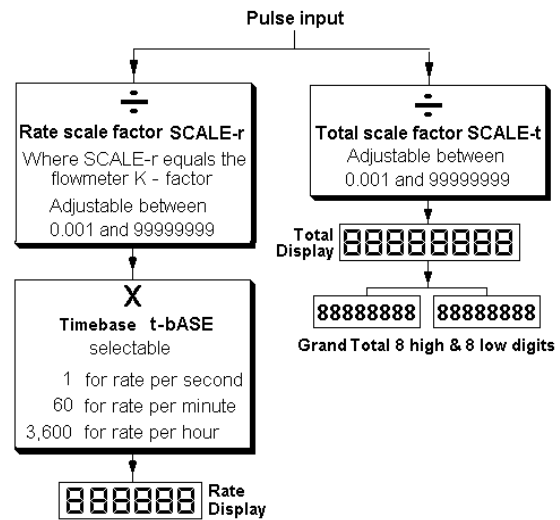 Pulse input
÷
Rate scale factor SCALE-r
Where SCALE-r equals the
flowmeter K - factor
Adjustable between
0.001 and 99999999
X
Timebase t-bASE
selectable
1 for rate per second
60 for rate per minute
3,600 for rate per hour
888888 Rate
Display
÷
Total scale factor SCALE-t
Adjustable between
0.001 and 99999999
Total
Display 88888888
88888888 88888888
Grand Total 8 high & 8 low digits